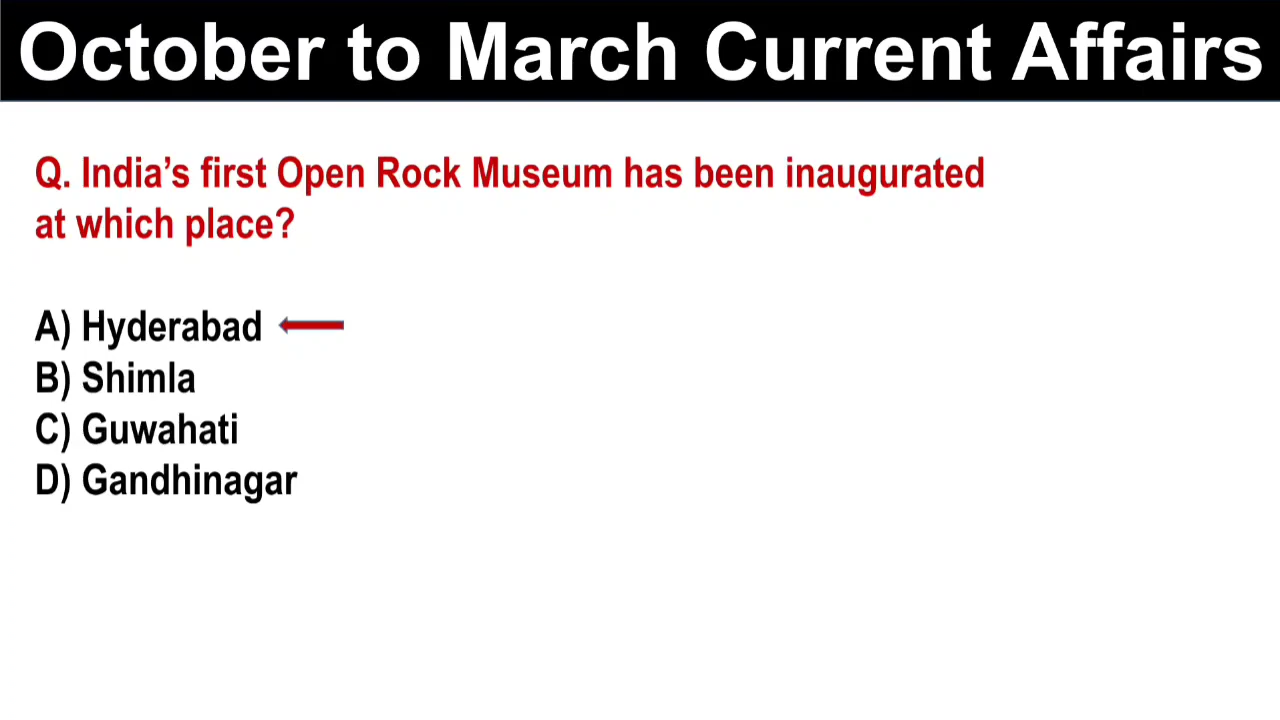 October to March Current Affairs
Q. India’s first Open Rock Museum has been inaugurated
at which place?
A) Hyderabad
B) Shimla
C) Guwahati
D) Gandhinagar